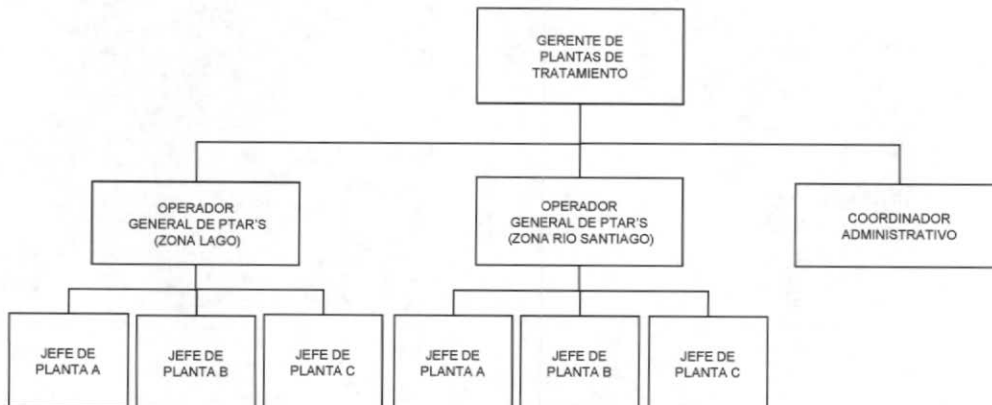 GERENTE DE
PLANTAS DE
TRATAMIENTO
OPERADOR
GENERAL DE PTAR'S
(ZONA LAGO)
OPERADOR
GENERAL DE PTAR'S
(ZONA RIO SANTIAGO)
COORDINADOR
ADMINISTRATIVO
JEFE DE
PLANTA A
JEFE DE
PLANTA B
JEFE DE
PLANTA C
JEFE DE
PLANTA A
JEFE DE
PLANTA B
JEFE DE
PLANTA C